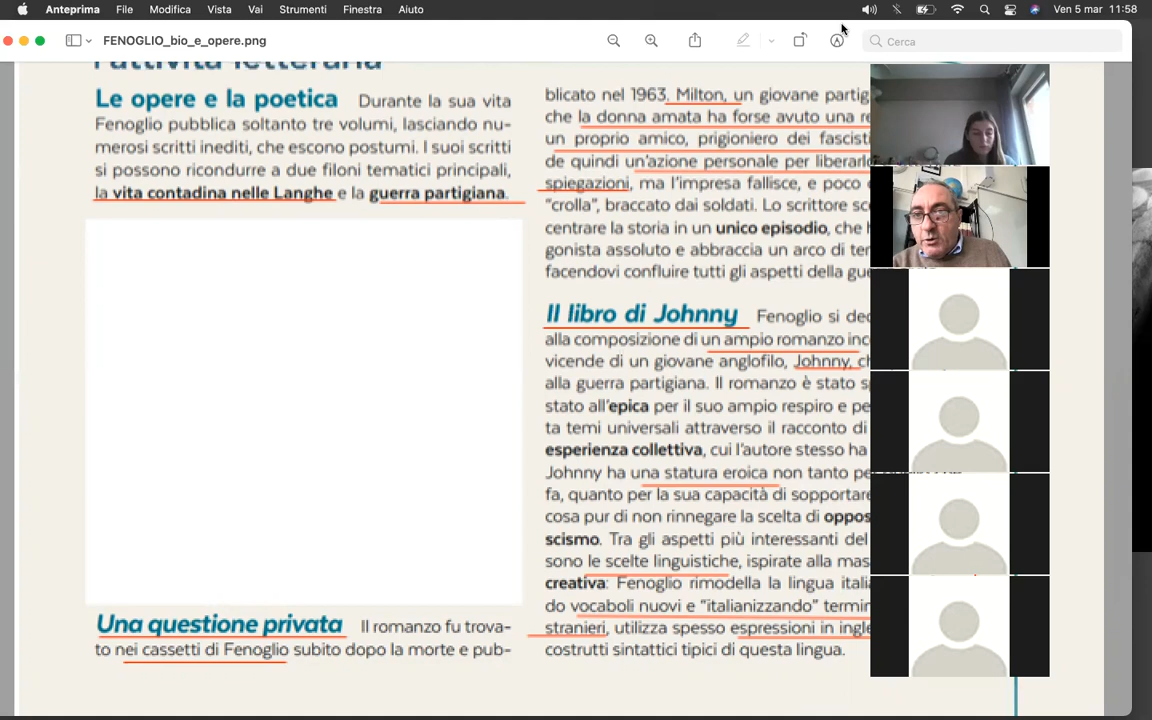 Anteprima File Modifica Vista Vai Strumenti Finestra Aiuto Ven 5 mar 11:58
FENOGLIO_bio_e_opere.png Cerca
l'attività letteraria
Le opere e la poetica Durante la sua vita
Fenoglio pubblica soltanto tre volumi, lasciando nu-
merosi scritti inediti, che escono postumi. I suoi scritti
si possono ricondurre a due filoni tematici principali,
la vita contadina nelle Langhe e la guerra partigiana.
Una questione privata Il romanzo fu trova-
to nei cassetti di Fenoglio subito dopo la morte e pub-
blicato nel 1963. Milton, un giovane partig
che la donna amata ha forse avuto una re
un proprio amico, prigioniero dei fascisti
de quindi un'azione personale per liberarlo
spiegazioni, ma l'impresa fallisce, e poco
"crolla", braccato dai soldati. Lo scrittore sc
centrare la storia in un unico episodio, che
gonista assoluto e abbraccia un arco di te
facendovi confluire tutti gli aspetti della gue
Il libro di Johnny Fenoglio si dec
alla composizione di un ampio romanzo inc
vicende di un giovane anglofilo, Johnny, c
alla guerra partigiana. Il romanzo è stato
stato all'epica per il suo ampio respiro e pe
ta temi universali attraverso il racconto di
esperienza collettiva, cui l'autore stesso ha
Johnny ha una statura eroica non tanto pe
fa, quanto per la sua capacità di sopportare
cosa pur di non rinnegare la scelta di oppos
scismo. Tra gli aspetti più interessanti del
sono le scelte linguistiche, ispirate alla mas
creativa: Fenoglio rimodella la lingua itali
do vocaboli nuovi e "italianizzando" termin
stranieri, utilizza spesso espressioni in ingle
costrutti sintattici tipici di questa lingua.